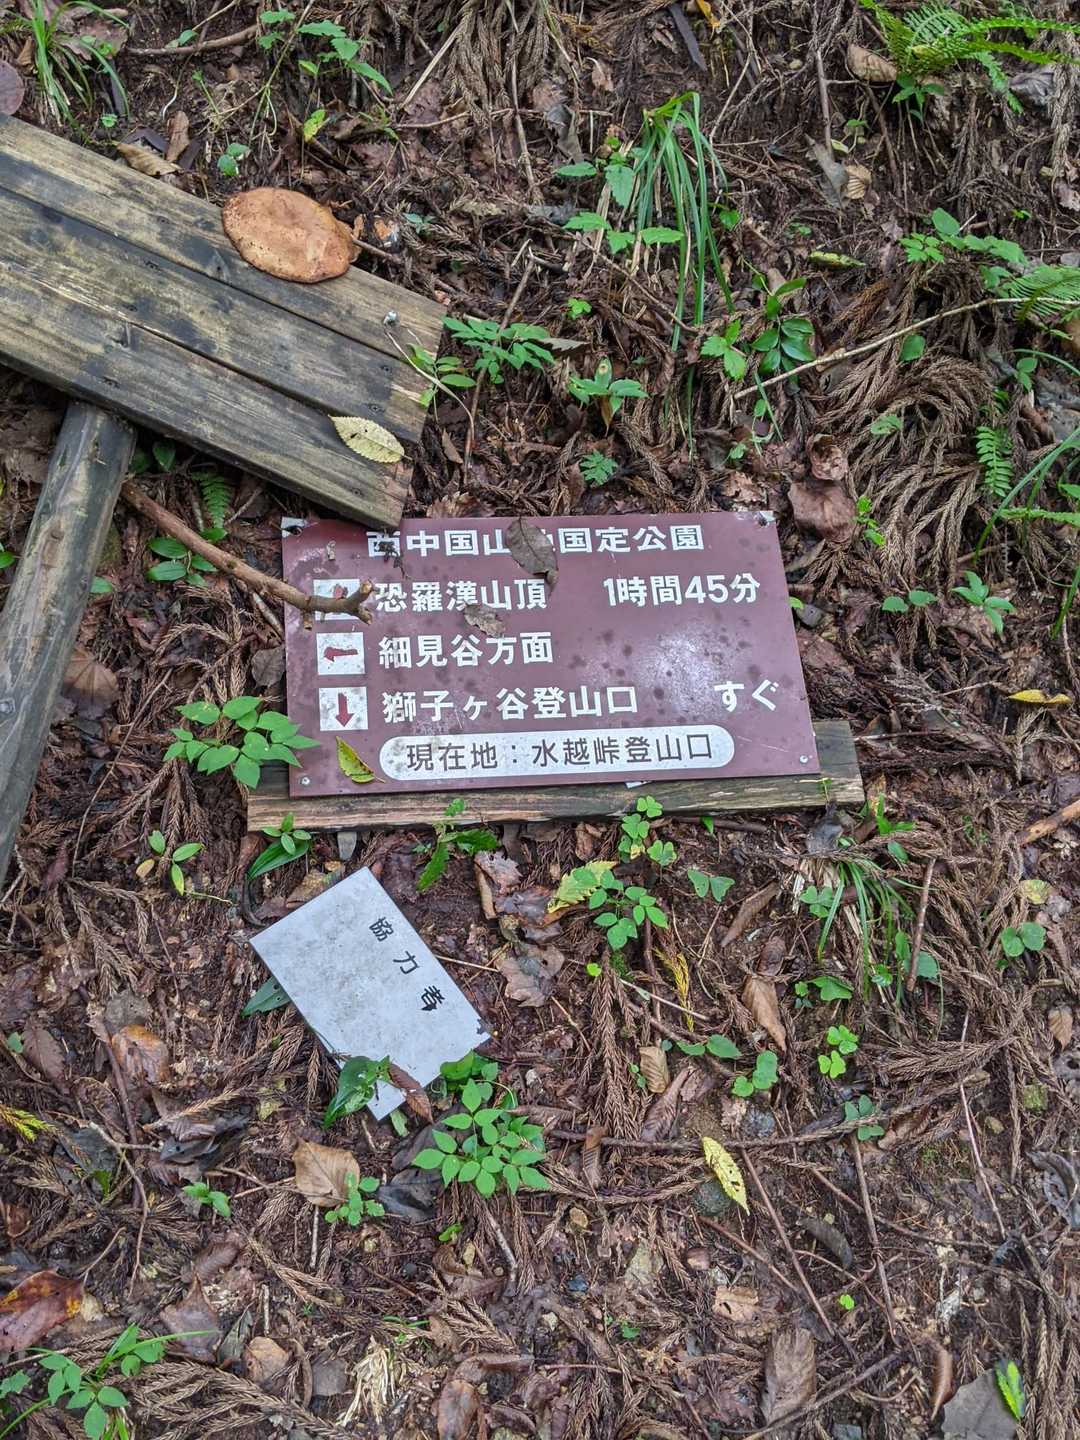 西中国山地国定公園
恐羅漢山頂 1時間45分
細見谷方面
獅子ヶ谷登山口 すぐ
現在地：水越峠登山口
協力者